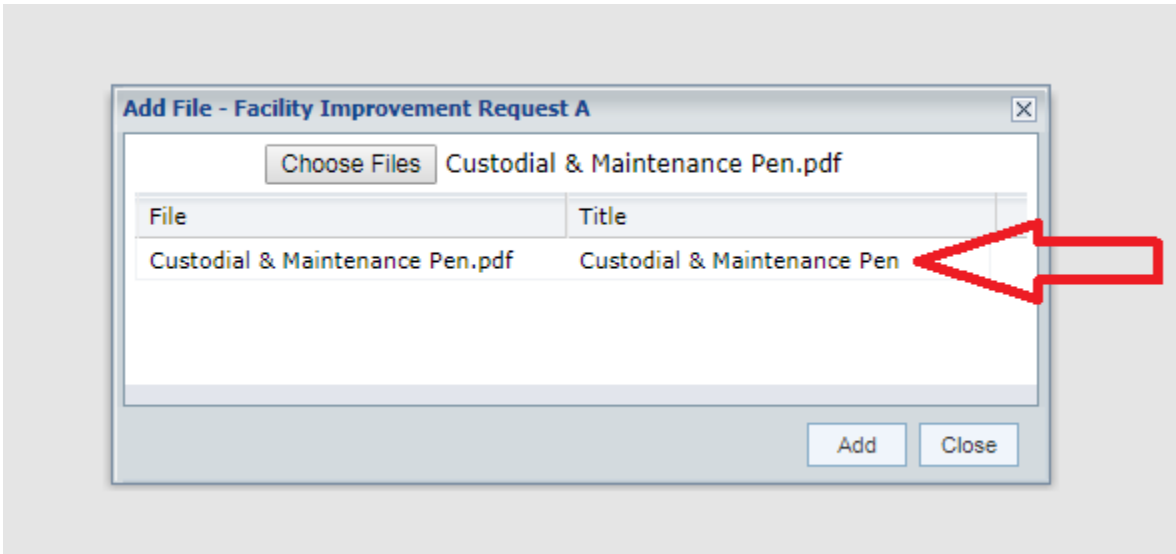 Add File - Facility Improvement Request A
Choose Files Custodial & Maintenance Pen.pdf
File Title
Custodial & Maintenance Pen.pdf Custodial & Maintenance Pen
Add Close